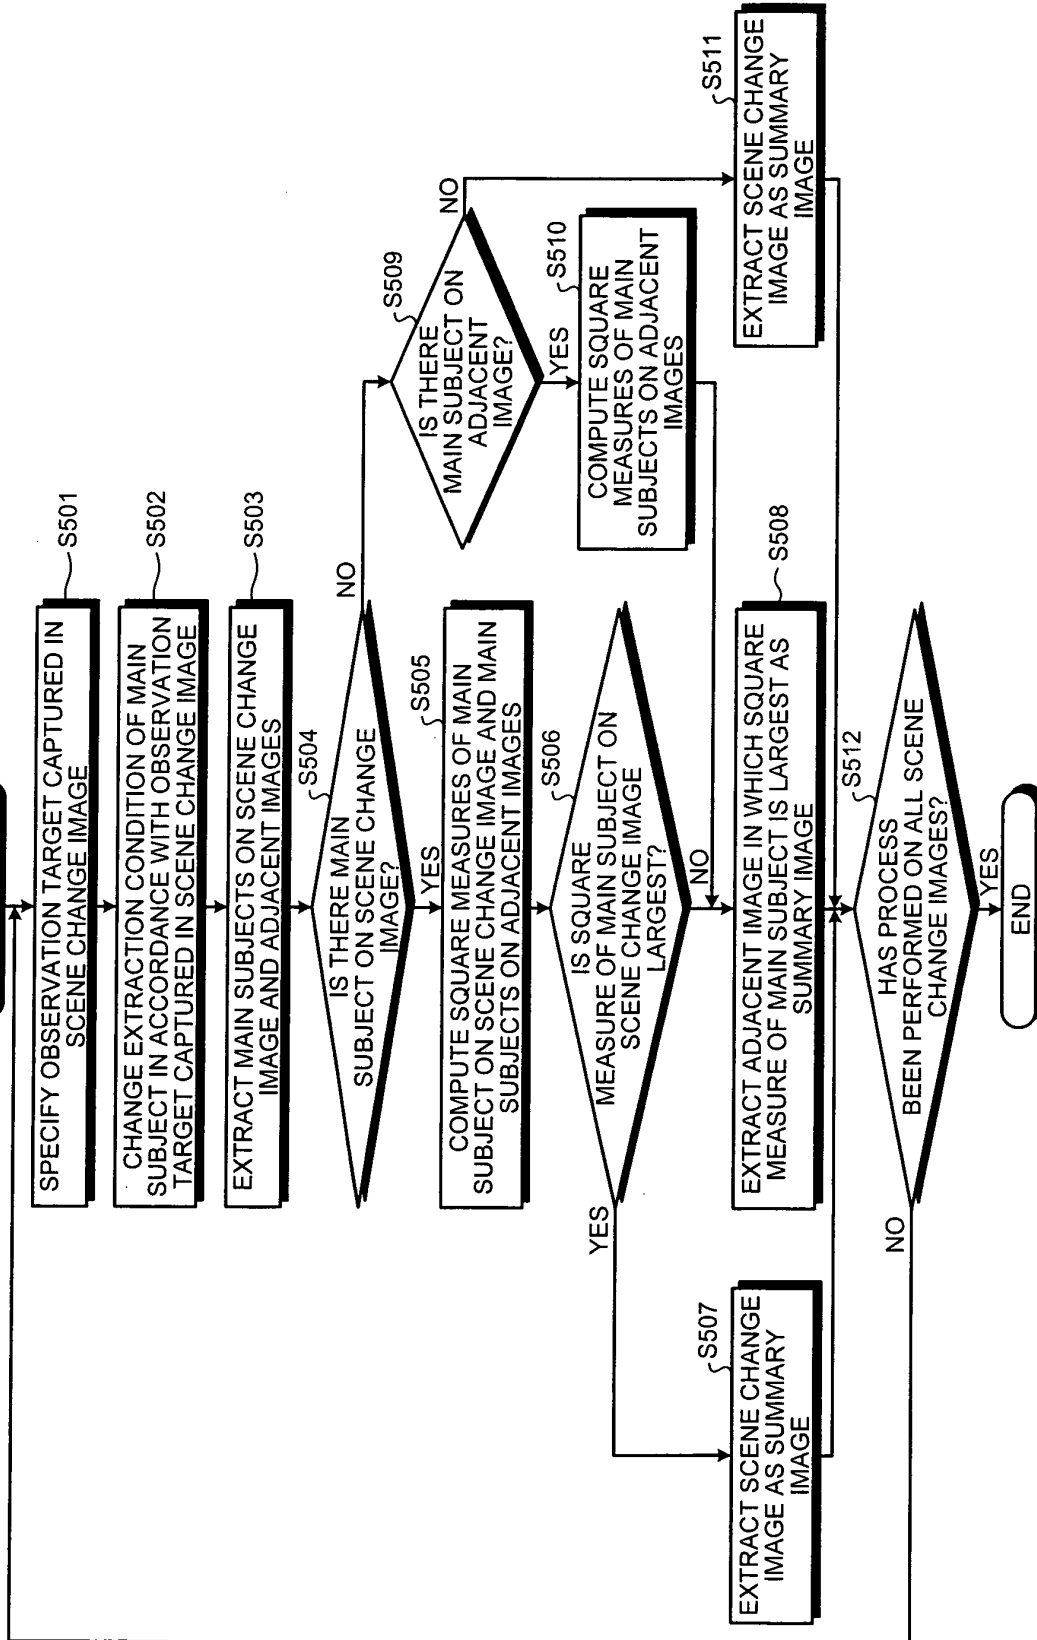 SPECIFY OBSERVATION TARGET CAPTURED IN
SCENE CHANGE IMAGE
S501
CHANGE EXTRACTION CONDITION OF MAIN
SUBJECT IN ACCORDANCE WITH OBSERVATION
TARGET CAPTURED IN SCENE CHANGE IMAGE
S502
EXTRACT MAIN SUBJECTS ON SCENE CHANGE
IMAGE AND ADJACENT IMAGES
S503
S504
IS THERE MAIN
SUBJECT ON SCENE CHANGE
IMAGE?
NO
YES
S509
IS THERE
MAIN SUBJECT ON
ADJACENT
IMAGE?
NO
YES
S505
COMPUTE SQUARE MEASURES OF MAIN
SUBJECT ON SCENE CHANGE IMAGE AND MAIN
SUBJECTS ON ADJACENT IMAGES
S510
COMPUTE SQUARE
MEASURES OF MAIN
SUBJECTS ON ADJACENT
IMAGES
S506
IS SQUARE
MEASURE OF MAIN SUBJECT ON
SCENE CHANGE IMAGE
LARGEST?
YES
NO
S507
EXTRACT SCENE CHANGE
IMAGE AS SUMMARY
IMAGE
S508
EXTRACT ADJACENT IMAGE IN WHICH SQUARE
MEASURE OF MAIN SUBJECT IS LARGEST AS
SUMMARY IMAGE
S511
EXTRACT SCENE CHANGE
IMAGE AS SUMMARY
IMAGE
S512
HAS PROCESS
BEEN PERFORMED ON ALL SCENE
CHANGE IMAGES?
NO
YES
END